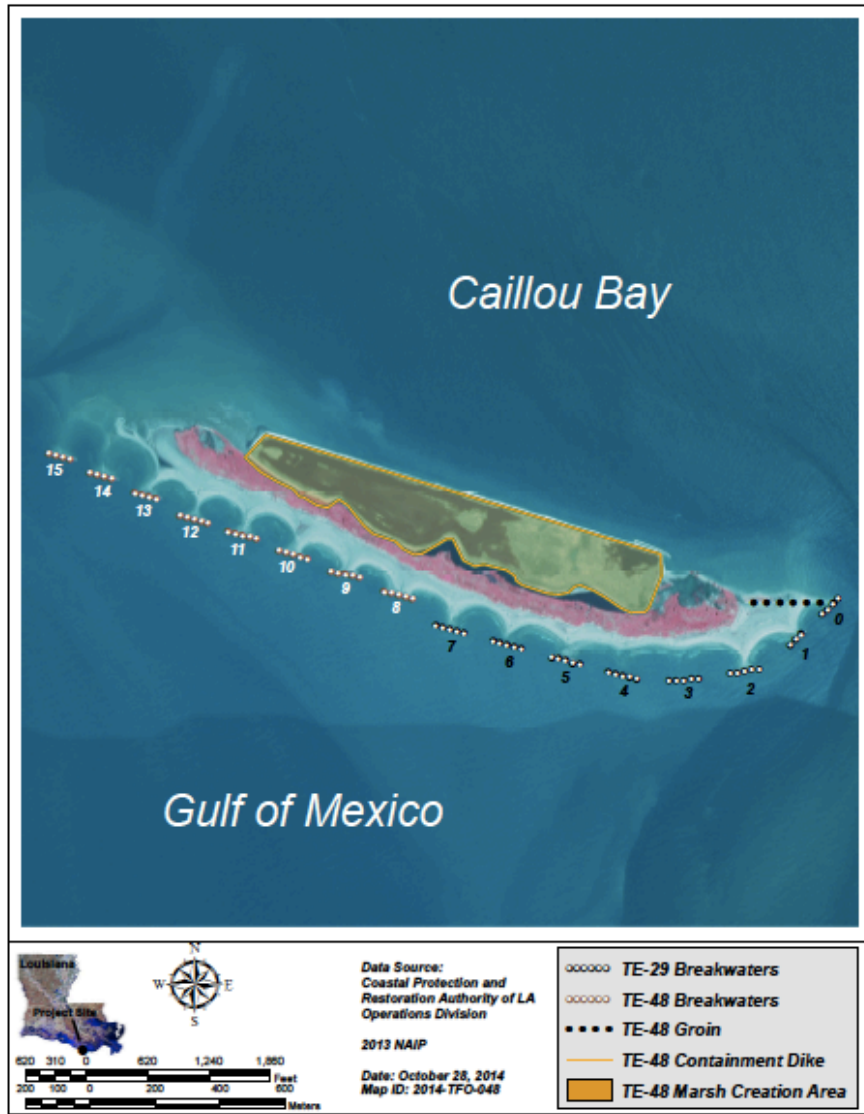 Caillou Bay
15
14
13
12
11
10
9
8
7
6
5
4
3
2
1
0
Gulf of Mexico
Louisiana
Project Site
N
W E
S
620 310 0 620 1,240 1,860
Feet
200 100 0 200 400 600
Meters
Data Source:
Coastal Protection and
Restoration Authority of LA
Operations Division
2013 NAIP
Date: October 28, 2014
Map ID: 2014-TFO-048
TE-29 Breakwaters
TE-48 Breakwaters
TE-48 Groin
TE-48 Containment Dike
TE-48 Marsh Creation Area